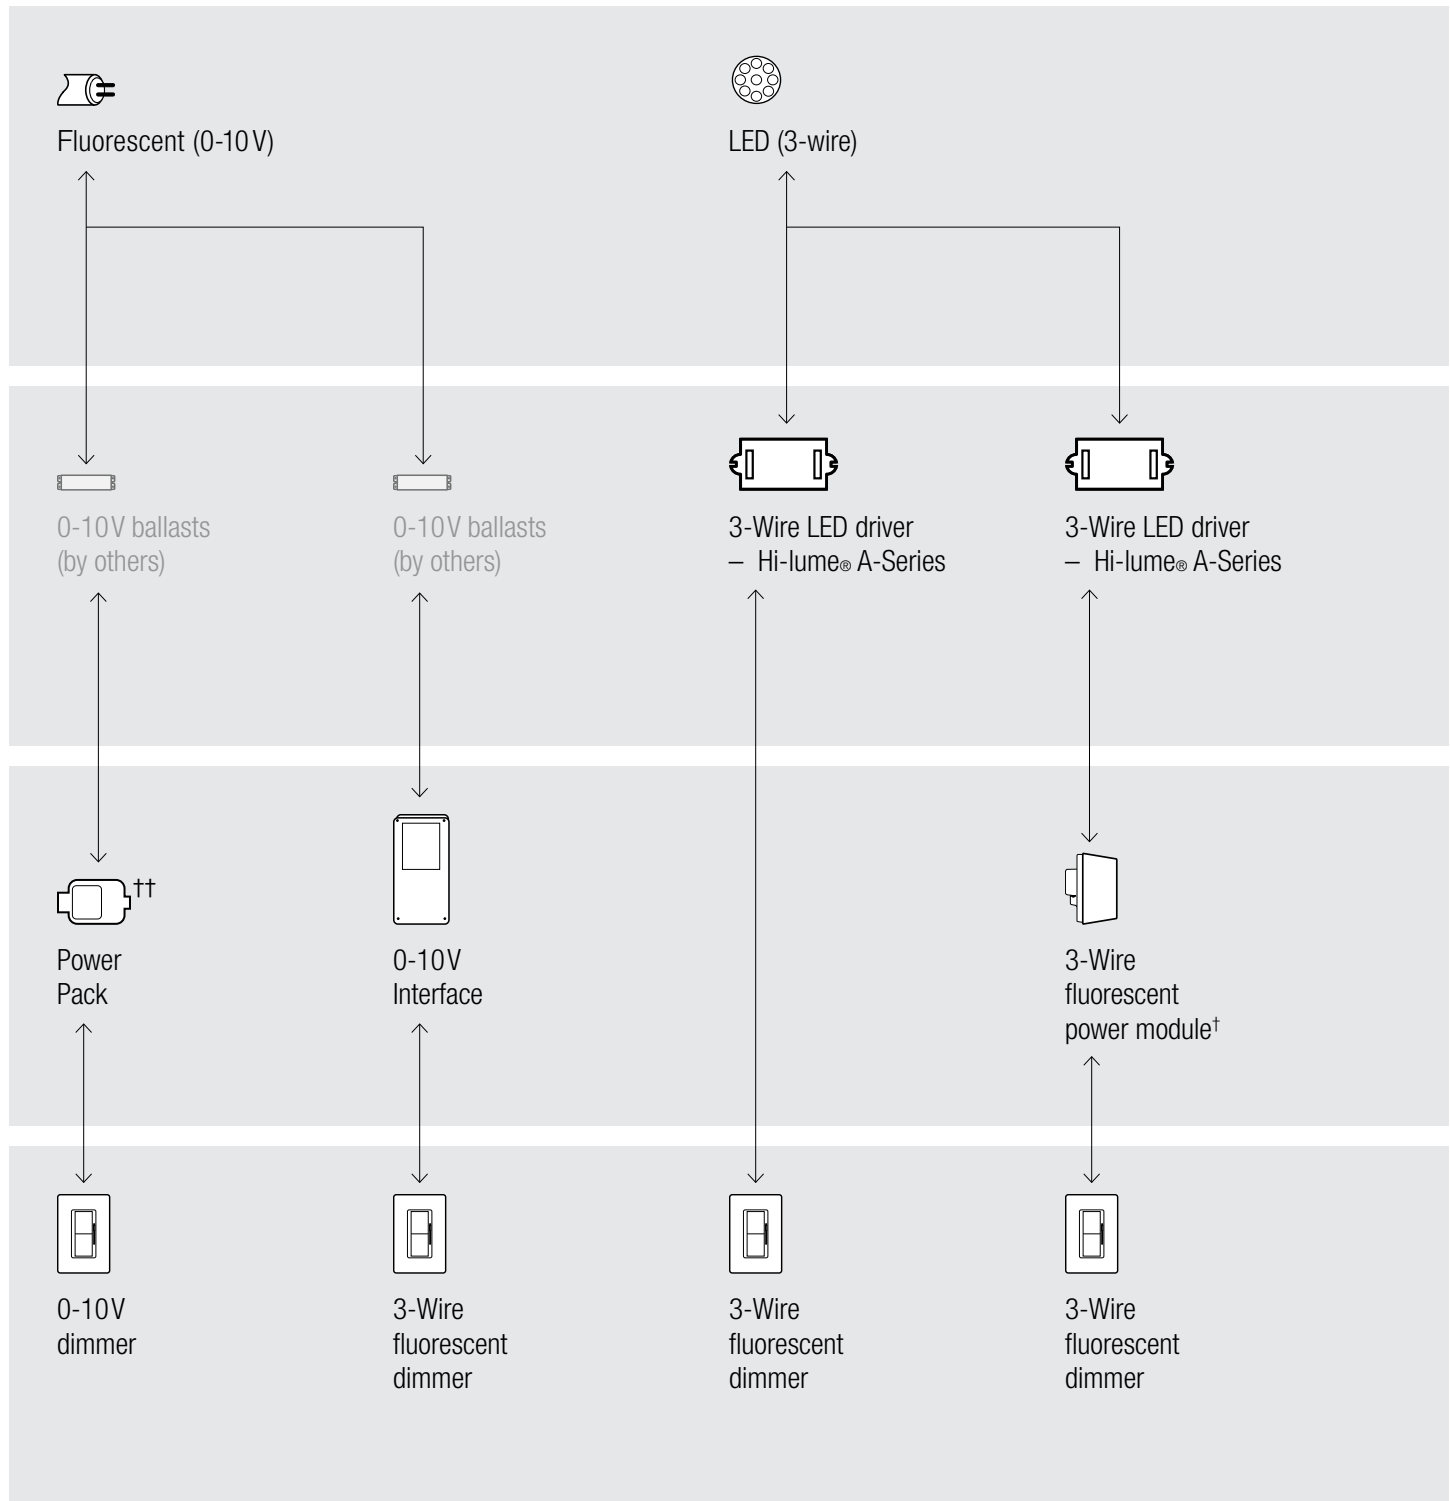 Fluorescent (0-10V)
LED (3-wire)
0-10V ballasts
(by others)
0-10V ballasts
(by others)
3-Wire LED driver
– Hi-lume® A-Series
3-Wire LED driver
– Hi-lume® A-Series
††
Power
Pack
0-10V
Interface
3-Wire
fluorescent
power module†
0-10V
dimmer
3-Wire
fluorescent
dimmer
3-Wire
fluorescent
dimmer
3-Wire
fluorescent
dimmer